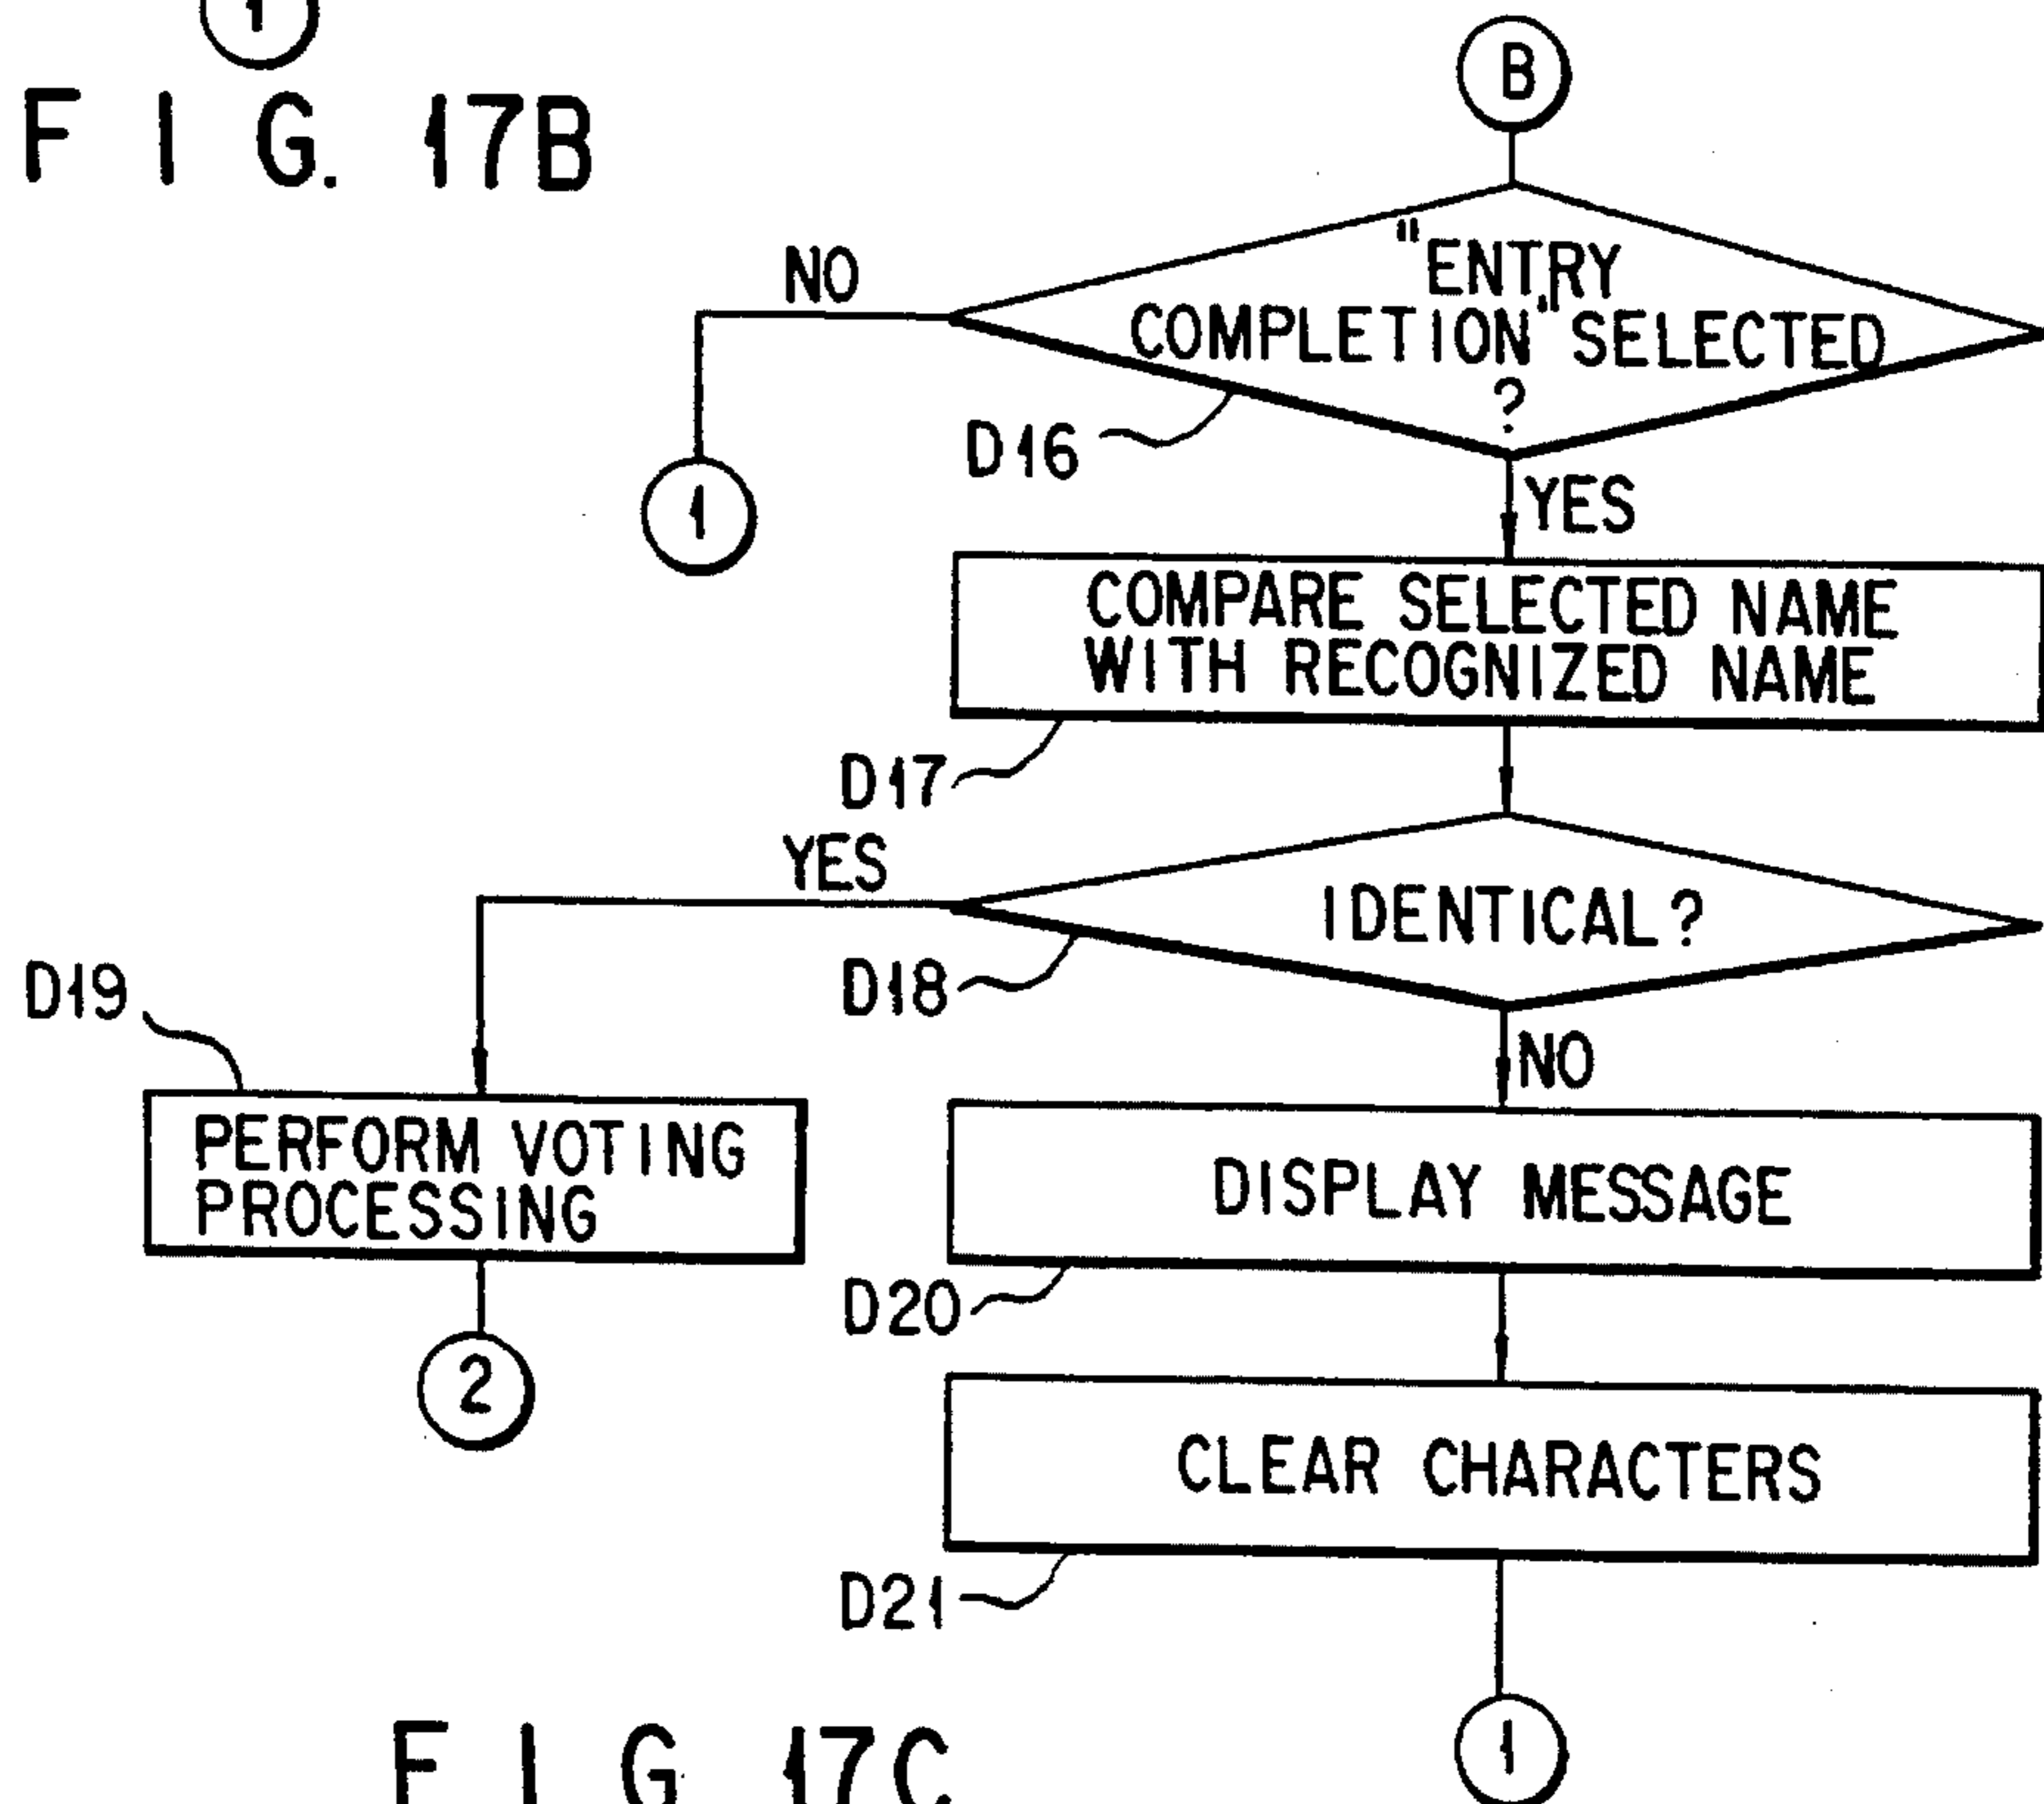 1
F I G. 17B
B
"ENTRY
COMPLETION" SELECTED
?
NO
D16
1
YES
COMPARE SELECTED NAME
WITH RECOGNIZED NAME
D17
YES
IDENTICAL?
D18
D19
NO
PERFORM VOTING
PROCESSING
DISPLAY MESSAGE
D20
2
CLEAR CHARACTERS
D21
1
F I G. 17C